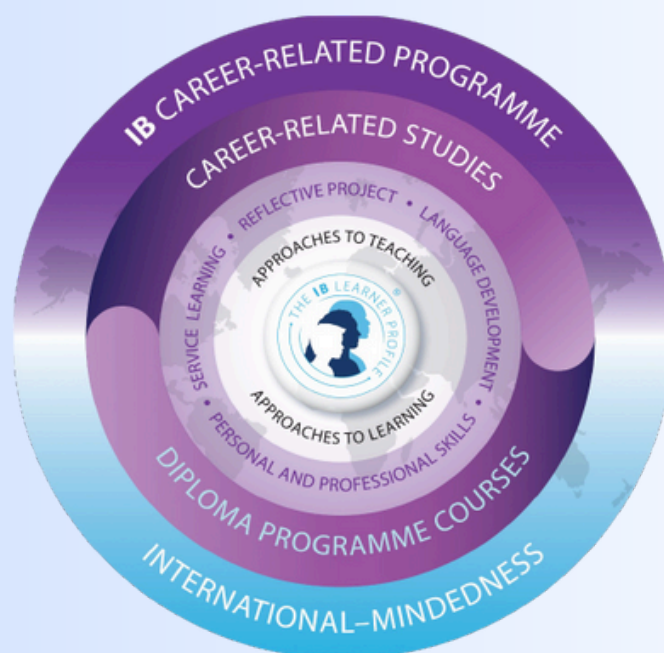 IB CAREER-RELATED PROGRAMME
CAREER-RELATED STUDIES
SERVICE LEARNING • REFLECTIVE PROJECT • LANGUAGE DEVELOPMENT •
APPROACHES TO TEACHING
THE IB LEARNER PROFILE®
APPROACHES TO LEARNING
• PERSONAL AND PROFESSIONAL SKILLS
DIPLOMA PROGRAMME COURSES
INTERNATIONAL–MINDEDNESS